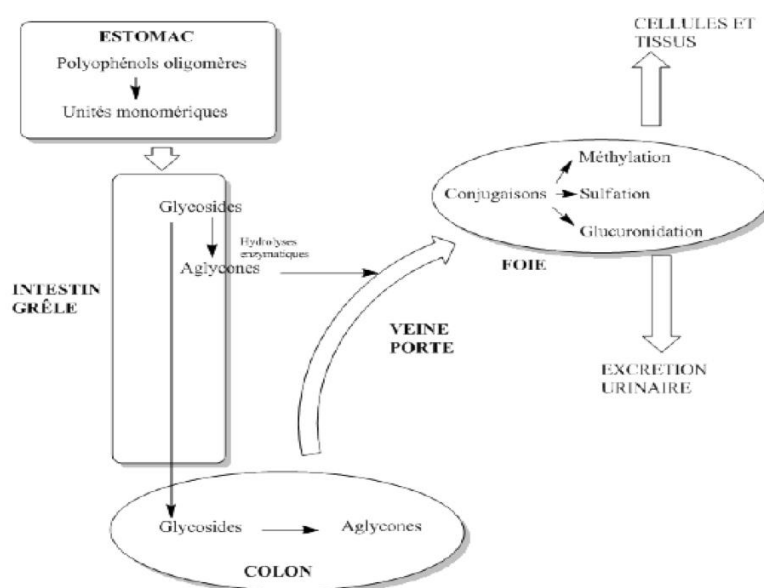 ESTOMAC
Polyophénols oligomères
Unités monomériques
CELLULES ET
TISSUS
Méthylation
Conjugaisons
Sulfation
Glucuronidation
FOIE
Glycosides
Hydrolyses
enzymatiques
Aglycones
INTESTIN
GRÊLE
VEINE
PORTE
EXCRETION
URINAIRE
Glycosides
Aglycones
COLON